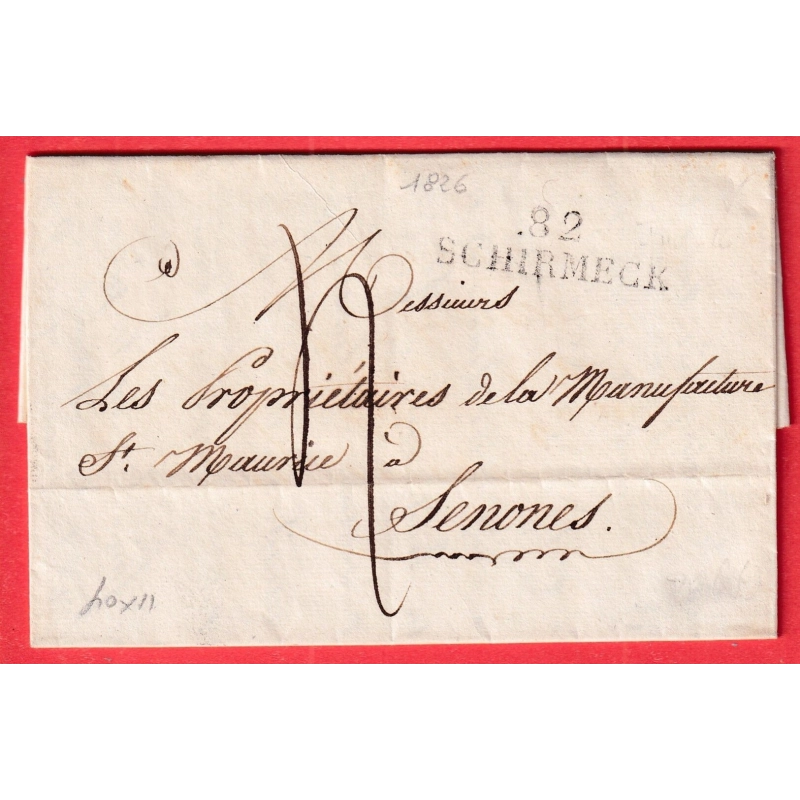 1826
82
SCHIRMECK
Messieurs
Les Propriétaires de la Manufacture
St. Maurice à
Senones.